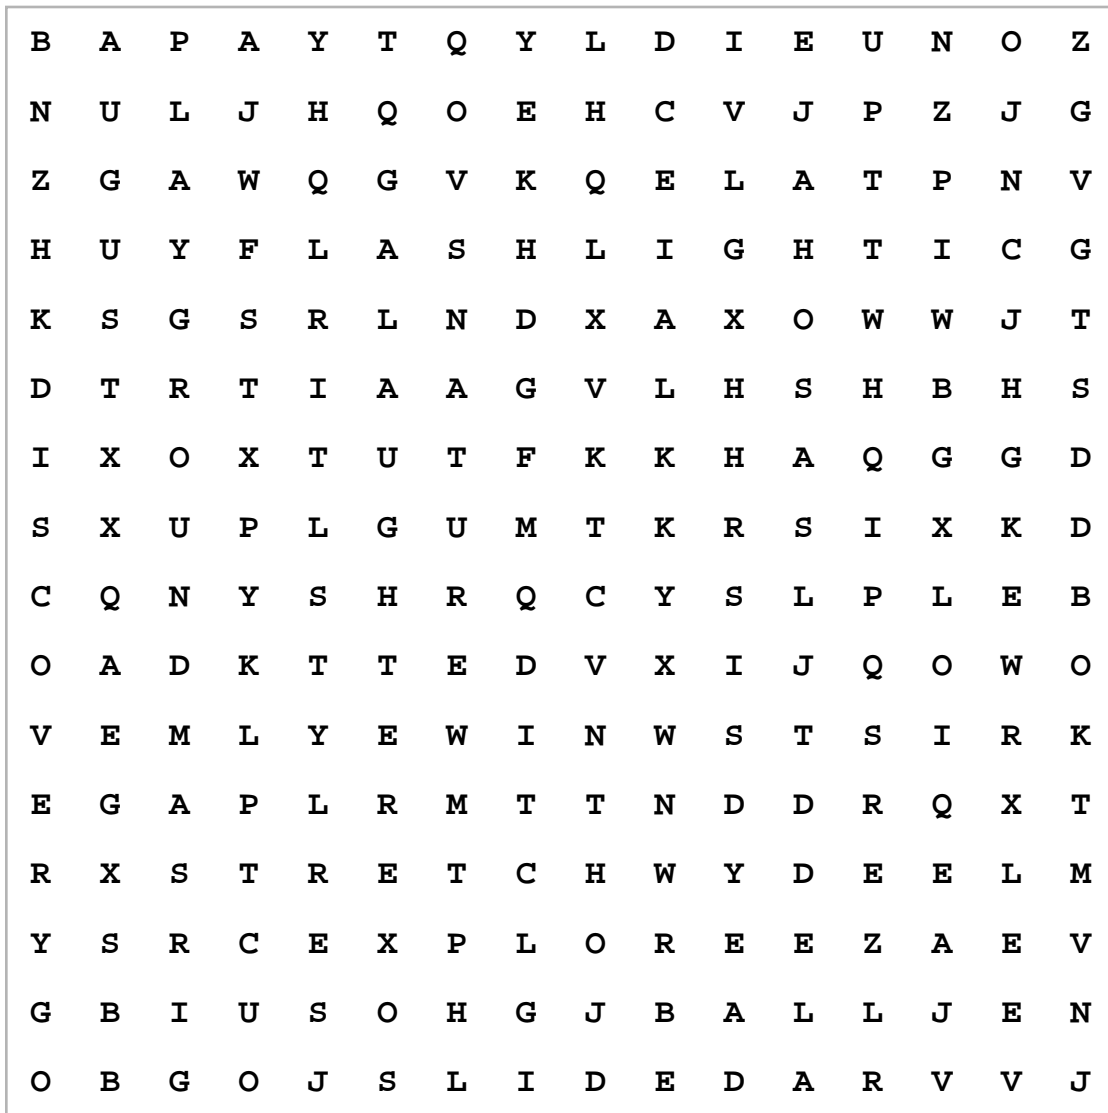 B A P A Y T Q Y L D I E U N O Z
N U L J H Q O E H C V J P Z J G
Z G A W Q G V K Q E L A T P N V
H U Y F L A S H L I G H T I C G
K S G S R L N D X A X O W W J T
D T R T I A A G V L H S H B H S
I X O X T U T F K K H A Q G G D
S X U P L G U M T K R S I X K D
C Q N Y S H R Q C Y S L P L E B
O A D K T T E D V X I J Q O W O
V E M L Y E W I N W S T S I R K
E G A P L R M T T N D D R Q X T
R X S T R E T C H W Y D E E L M
Y S R C E X P L O R E E Z A E V
G B I U S O H G J B A L L J E N
O B G O J S L I D E D A R V V J